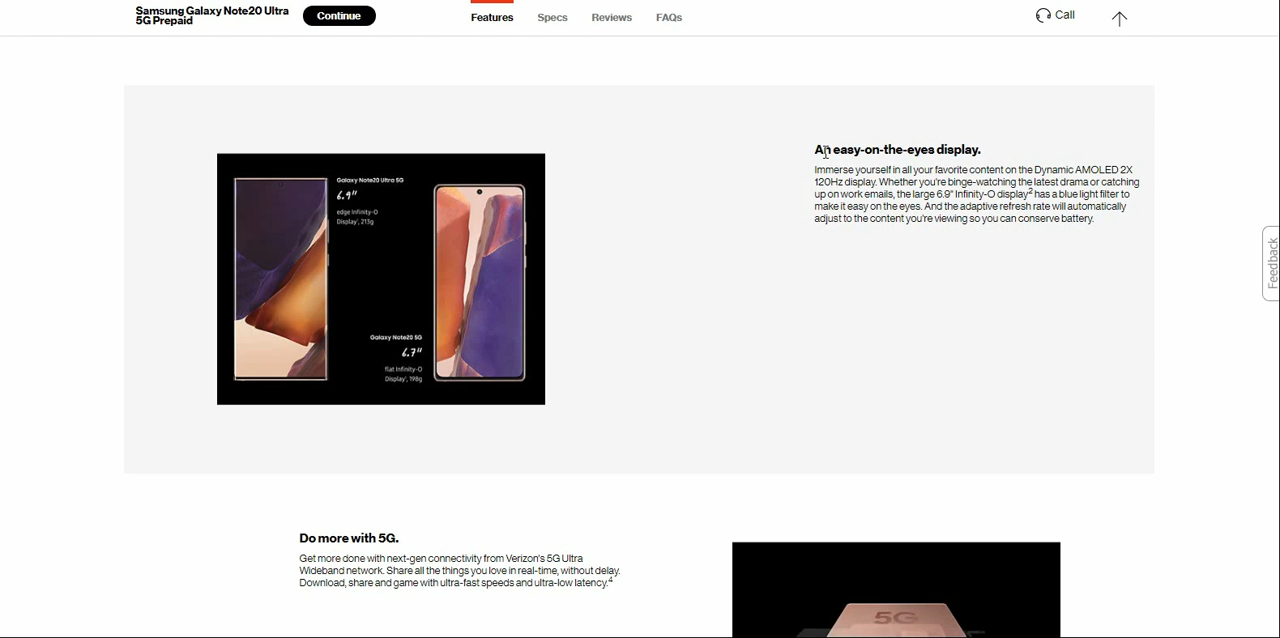 Samsung Galaxy Note20 Ultra
5G Prepaid
Continue
Features
Specs
Reviews
FAQs
Call
An easy-on-the-eyes display.
Immerse yourself in all your favorite content on the Dynamic AMOLED 2X
120Hz display. Whether you're binge-watching the latest drama or catching
up on work emails, the large 6.9" Infinity-O display2 has a blue light filter to
make it easy on the eyes. And the adaptive refresh rate will automatically
adjust to the content you're viewing so you can conserve battery.
Galaxy Note20 Ultra 5G
6.9"
edge Infinity-O
Display, 213g
Galaxy Note20 5G
6.7"
flat Infinity-O
Display, 198g
Feedback
Do more with 5G.
Get more done with next-gen connectivity from Verizon's 5G Ultra
Wideband network. Share all the things you love in real-time, without delay.
Download, share and game with ultra-fast speeds and ultra-low latency.4
5G